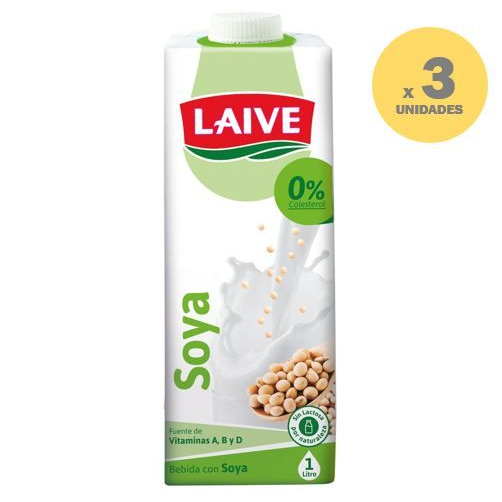 x 3
UNIDADES
LAIVE
0%
Colesterol
Soya
Sin Lactosa
por naturaleza
Fuente de
Vitaminas A, B y D
Bebida con Soya
1
Litro